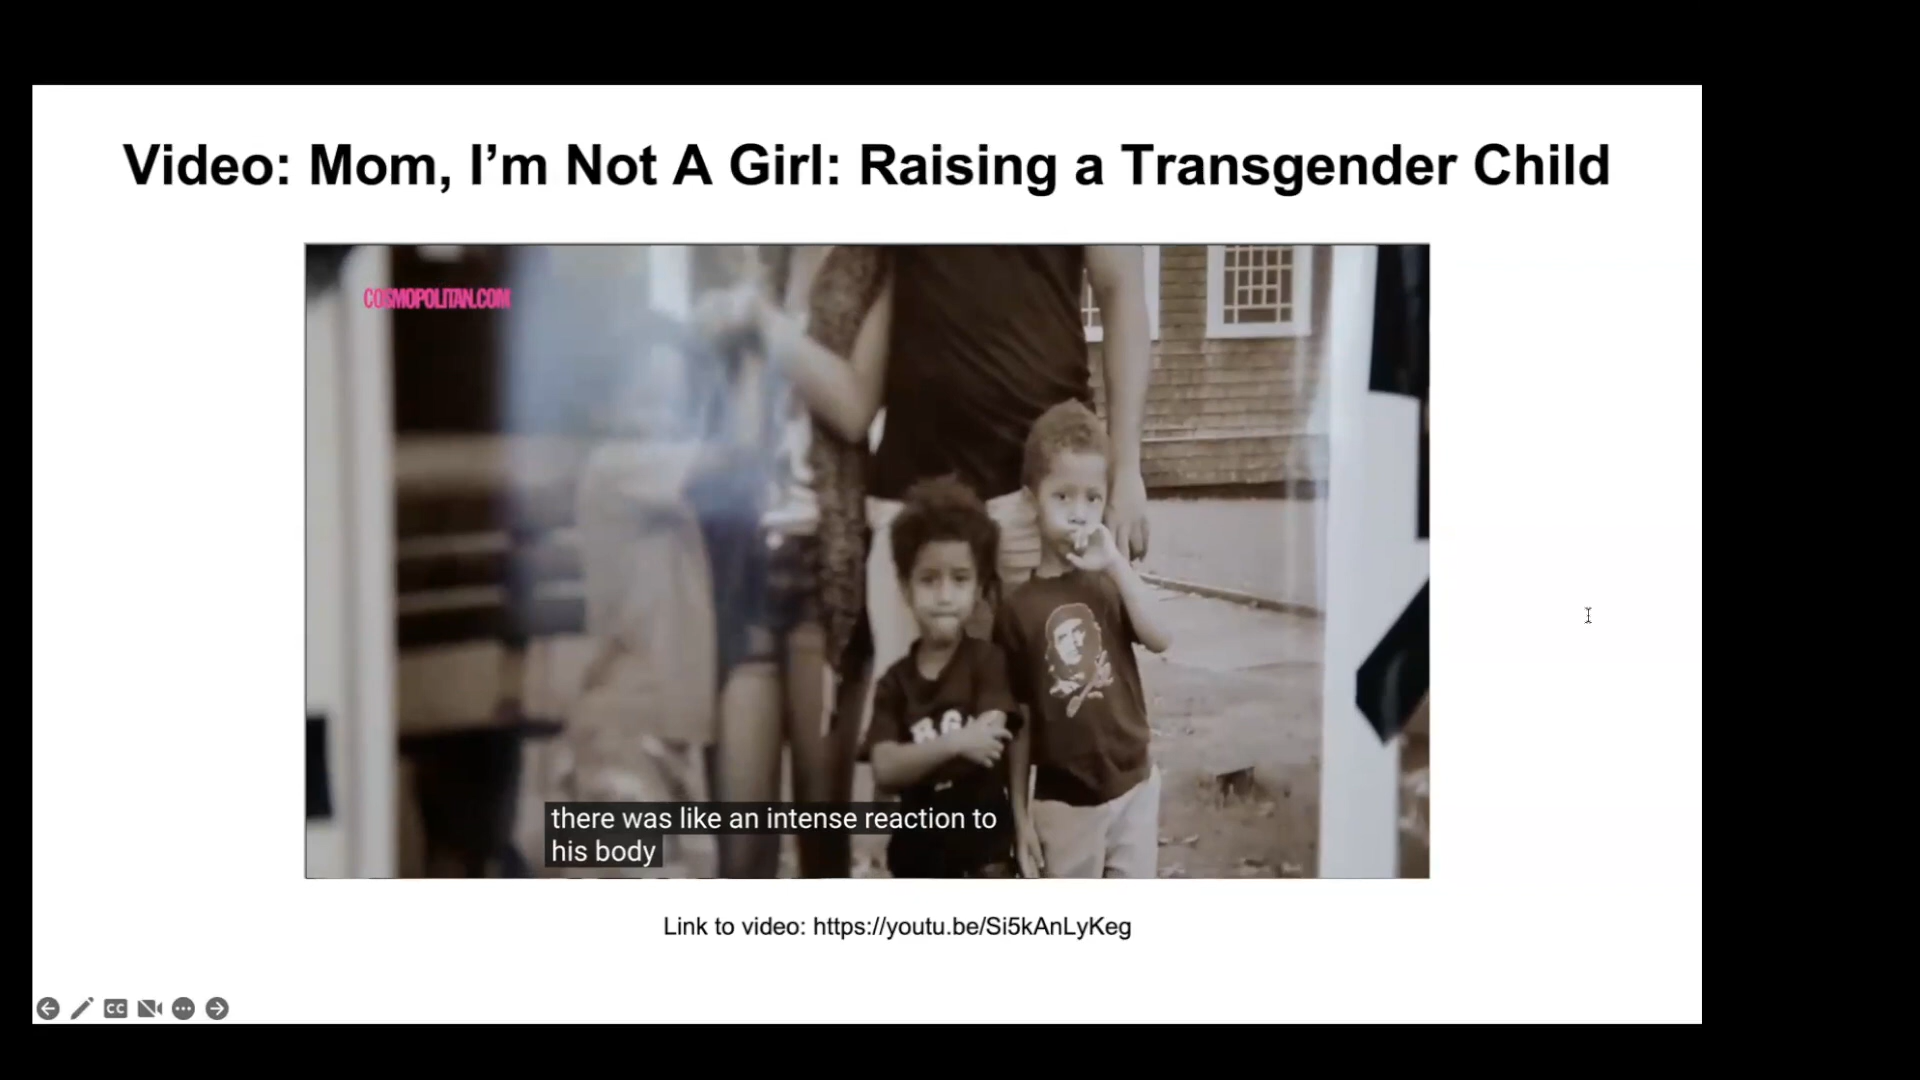 Video: Mom, I’m Not A Girl: Raising a Transgender Child
COSMOPOLITAN.COM
there was like an intense reaction to
his body
Link to video: https://youtu.be/Si5kAnLyKeg
CC